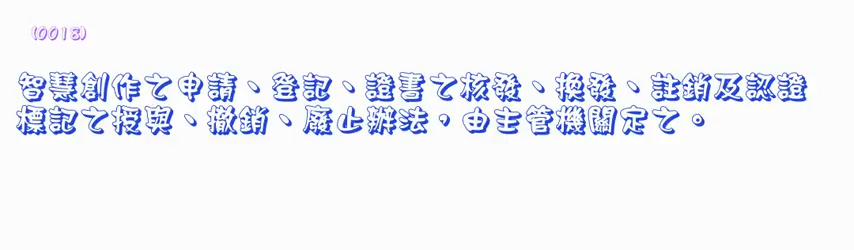 (0018)
智慧創作之申請、登記、證書之核發、換發、註銷及認證
標記之授與、撤銷、廢止辦法，由主管機關定之。